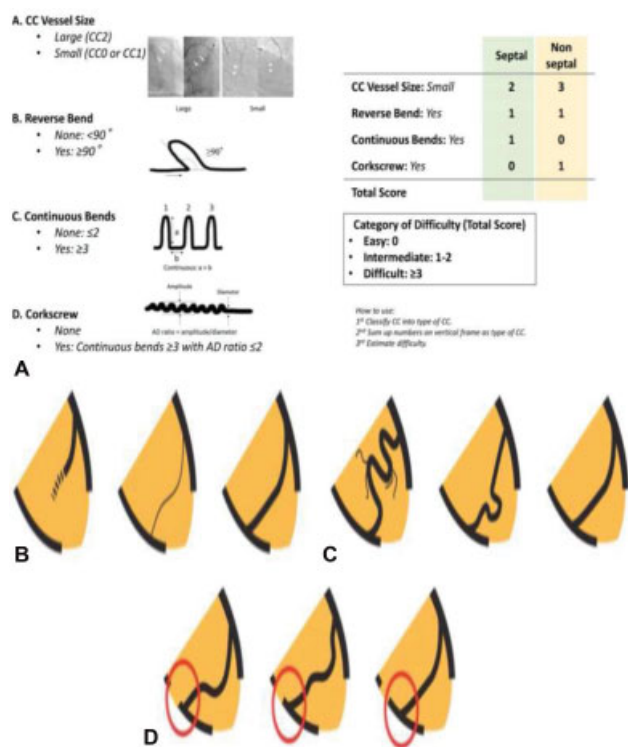 A. CC Vessel Size
• Large (CC2)
• Small (CC0 or CC1)
Large
Small
B. Reverse Bend
• None: <90°
• Yes: ≥90°
≥90°
C. Continuous Bends
• None: ≤2
• Yes: ≥3
1 2 3
a
b
Continuous: a > b
Amplitude
Diameter
AD ratio = amplitude/diameter
D. Corkscrew
• None
• Yes: Continuous bends ≥3 with AD ratio ≤2
Septal
Non septal
CC Vessel Size: Small 2 3
Reverse Bend: Yes 1 1
Continuous Bends: Yes 1 0
Corkscrew: Yes 0 1
Total Score
Category of Difficulty (Total Score)
• Easy: 0
• Intermediate: 1-2
• Difficult: ≥3
How to use:
1st Classify CC into type of CC.
2nd Sum up numbers on vertical frame as type of CC.
3rd Estimate difficulty.
A
B
C
D